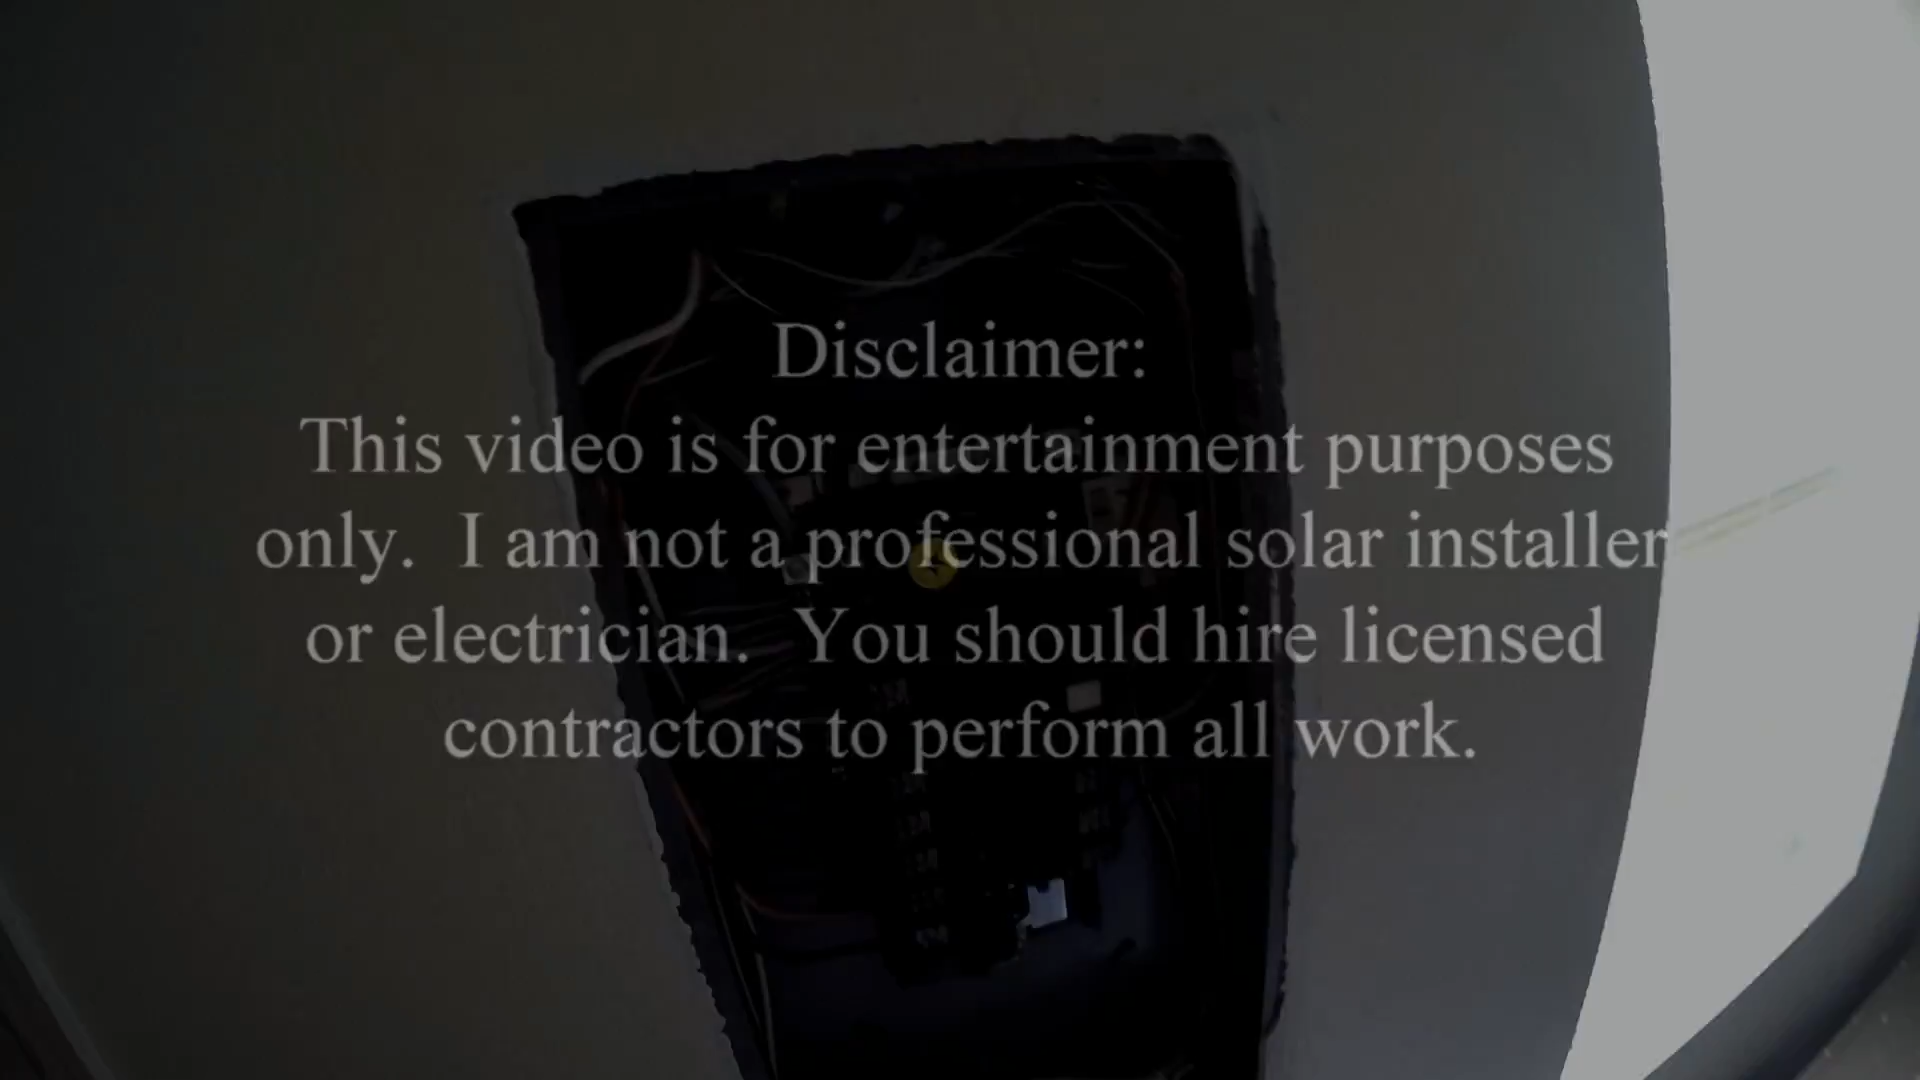 Disclaimer:
This video is for entertainment purposes
only. I am not a professional solar installer
or electrician. You should hire licensed
contractors to perform all work.